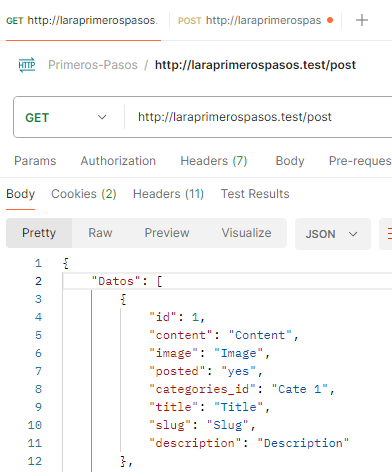 GET http://laraprimerospasos. POST http://laraprimerospas
HTTP Primeros-Pasos / http://laraprimerospasos.test/post
GET http://laraprimerospasos.test/post
Params Authorization Headers (7) Body Pre-reques
Body Cookies (2) Headers (11) Test Results
Pretty Raw Preview Visualize JSON
1 {
2 "Datos": [
3 {
4 "id": 1,
5 "content": "Content",
6 "image": "Image",
7 "posted": "yes",
8 "categories_id": "Cate 1",
9 "title": "Title",
10 "slug": "Slug",
11 "description": "Description"
12 },